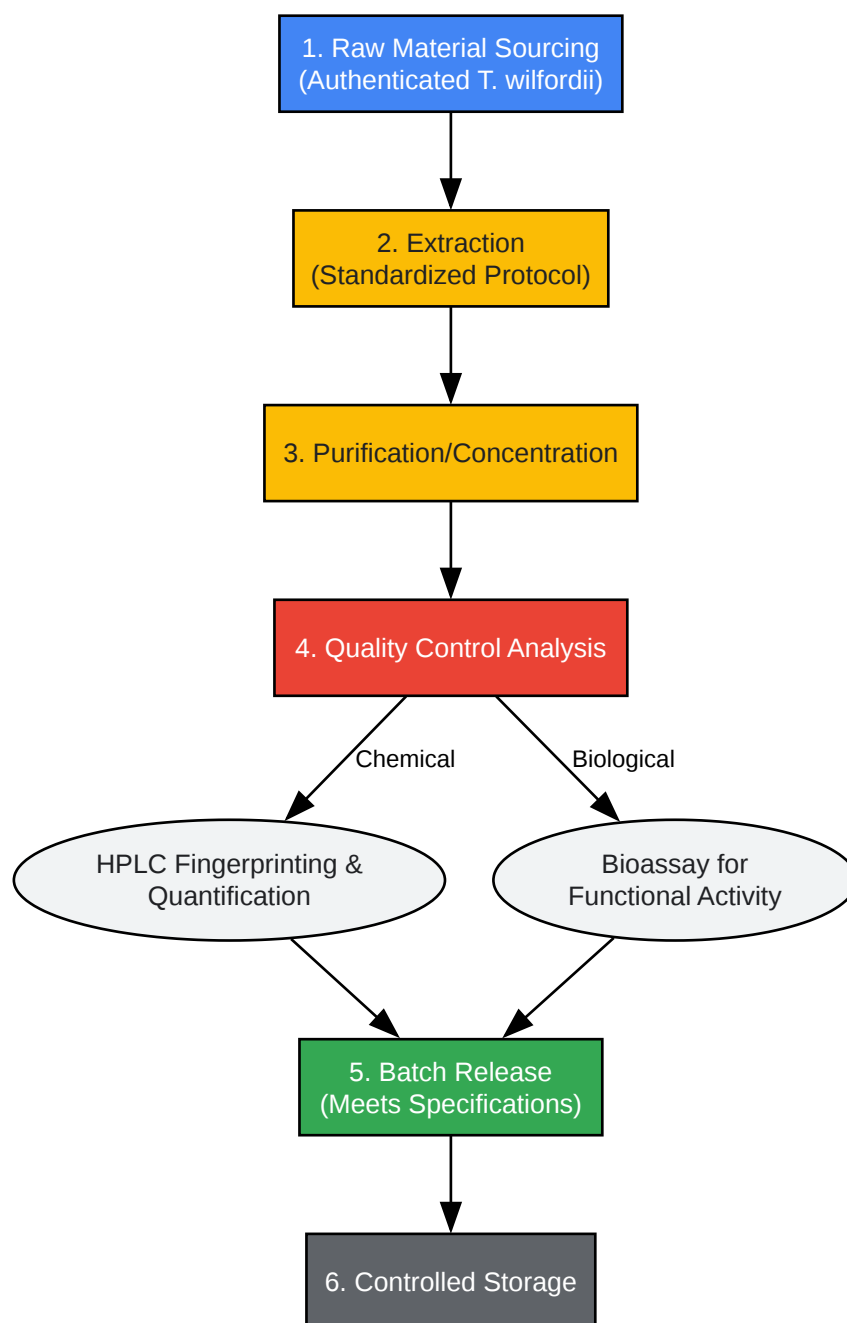 1. Raw Material Sourcing
(Authenticated T. wilfordii)
2. Extraction
(Standardized Protocol)
3. Purification/Concentration
4. Quality Control Analysis
Chemical
Biological
HPLC Fingerprinting &
Quantification
Bioassay for
Functional Activity
5. Batch Release
(Meets Specifications)
6. Controlled Storage